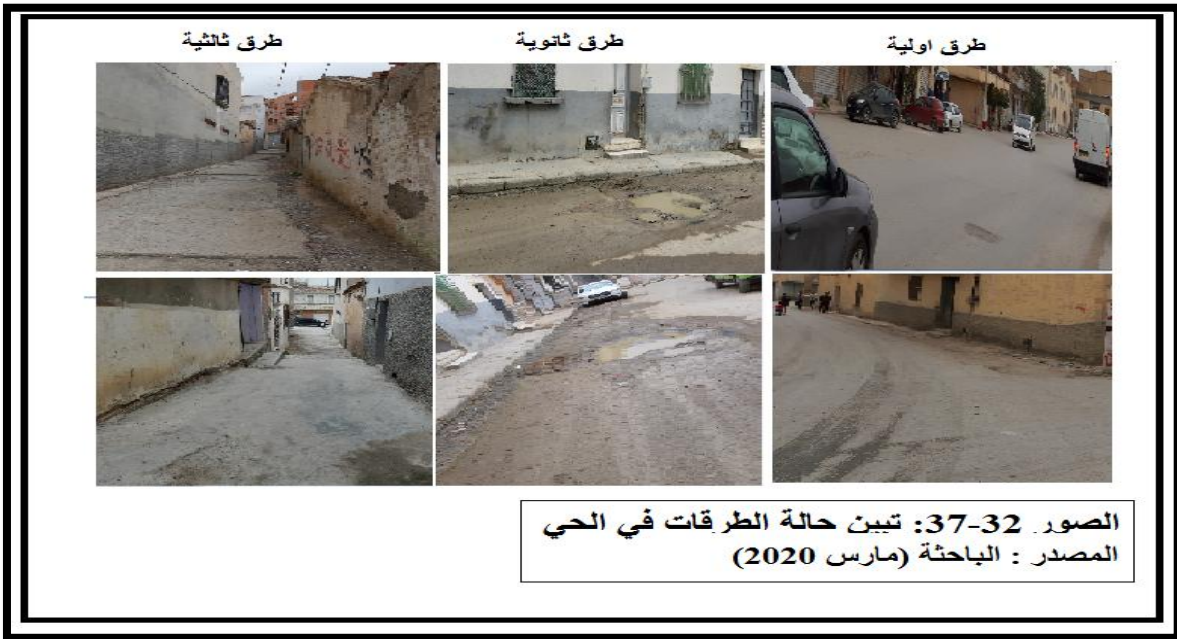 طرق اولية
طرق ثانوية
طرق ثالثية
الصور 32-37: تبين حالة الطرقات في الحي
المصدر : الباحثة (مارس 2020)